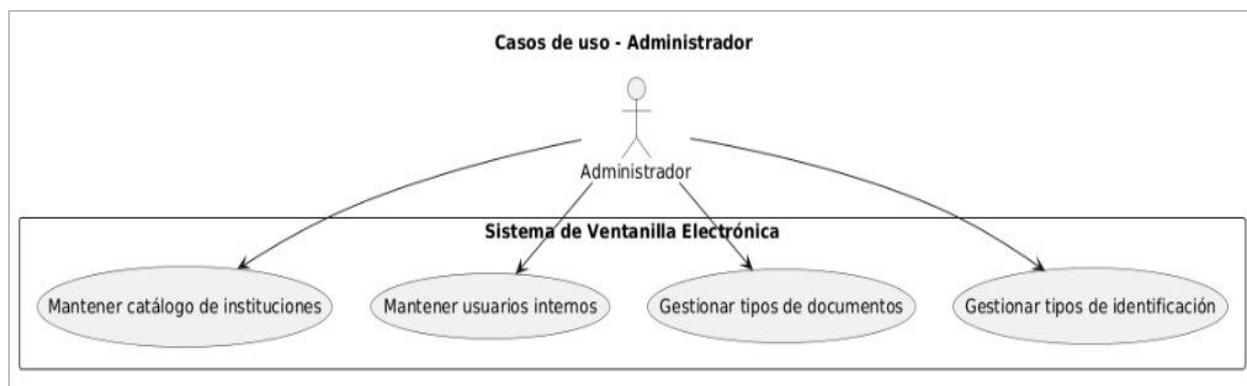 Casos de uso - Administrador
Administrador
Sistema de Ventanilla Electrónica
Mantener catálogo de instituciones
Mantener usuarios internos
Gestionar tipos de documentos
Gestionar tipos de identificación